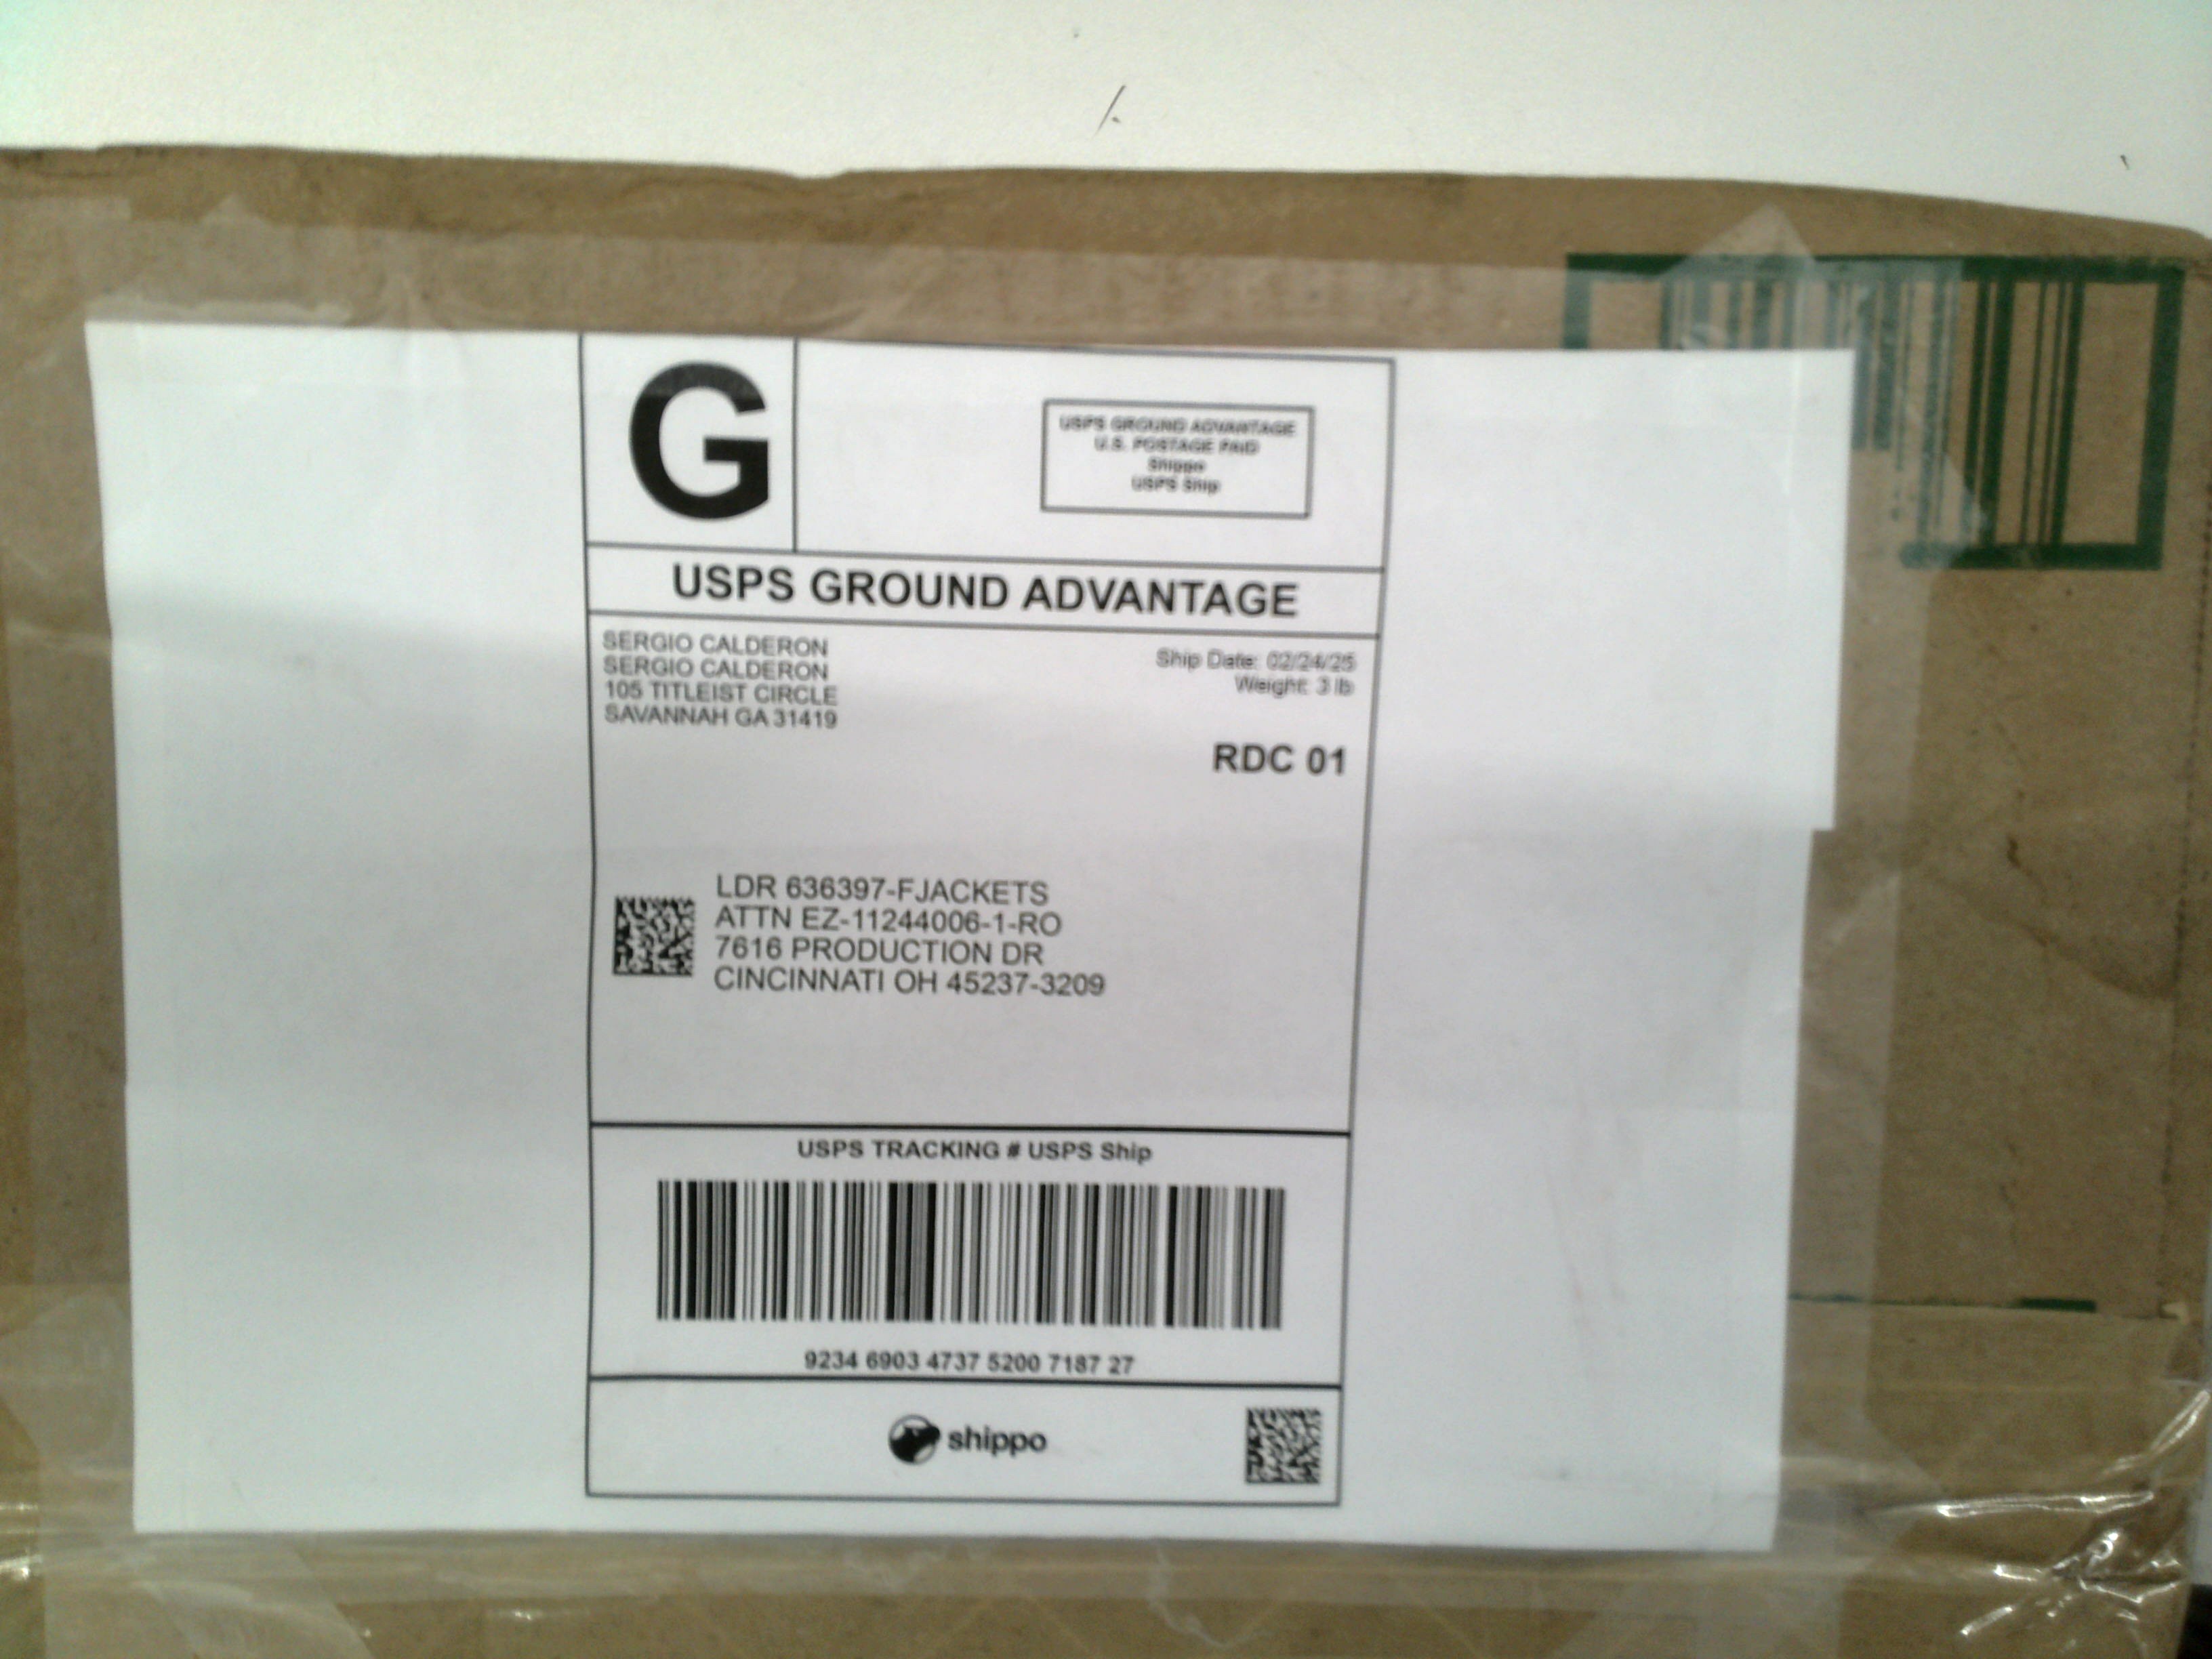 G
USPS GROUND ADVANTAGE
U.S. POSTAGE PAID
Shippo
USPS Ship
USPS GROUND ADVANTAGE
SERGIO CALDERON
SERGIO CALDERON
105 TITLEIST CIRCLE
SAVANNAH GA 31419
Ship Date: 02/24/25
Weight: 3 lb
RDC 01
LDR 636397-FJACKETS
ATTN EZ-11244006-1-RO
7616 PRODUCTION DR
CINCINNATI OH 45237-3209
USPS TRACKING # USPS Ship
9234 6903 4737 5200 7187 27
shippo